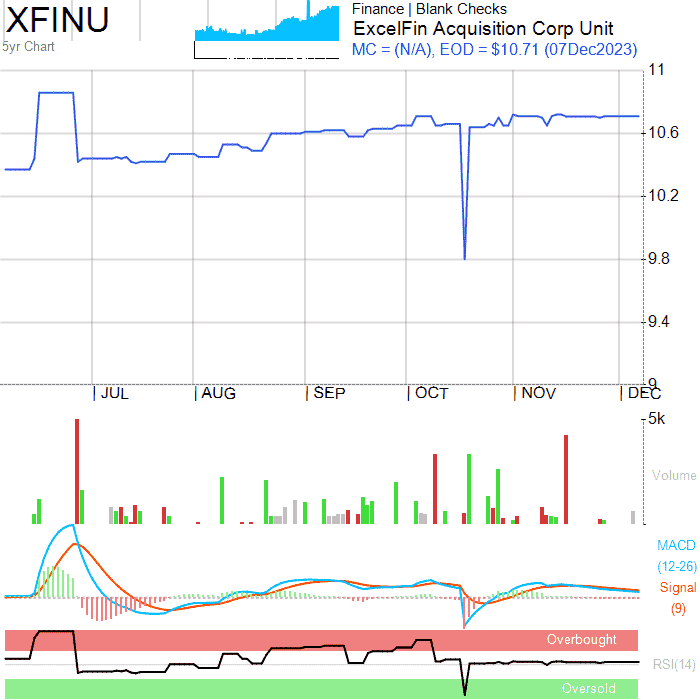 XFINU
5yr Chart
Finance | Blank Checks
ExcelFin Acquisition Corp Unit
MC = (N/A), EOD = $10.71 (07Dec2023)
11
10.6
10.2
9.8
9.4
9
JUL AUG SEP OCT NOV DEC
5k
Volume
MACD
(12-26)
Signal
(9)
Overbought
RSI(14)
Oversold